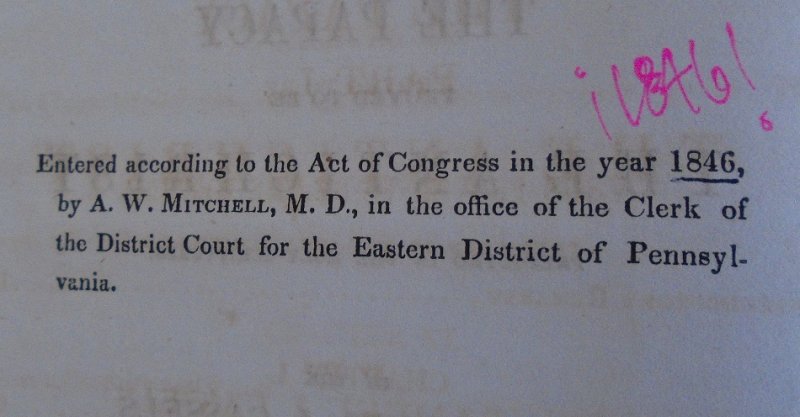 ¡1846!
Entered according to the Act of Congress in the year 1846,
by A. W. MITCHELL, M. D., in the office of the Clerk of
the District Court for the Eastern District of Pennsyl-
vania.